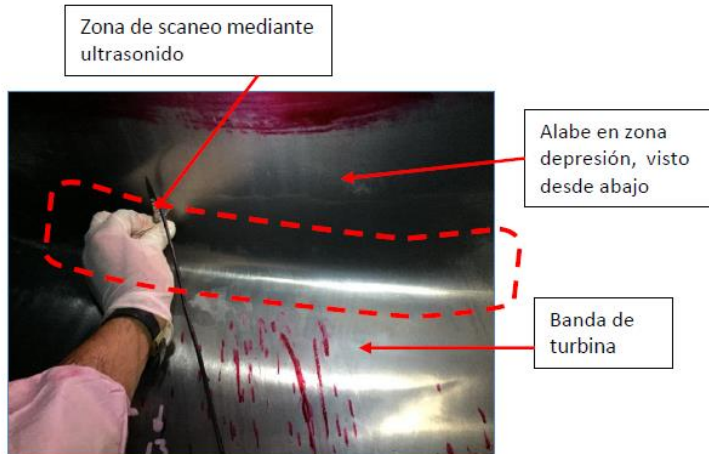 Zona de scaneo mediante
ultrasonido
Alabe en zona
depresión, visto
desde abajo
Banda de
turbina